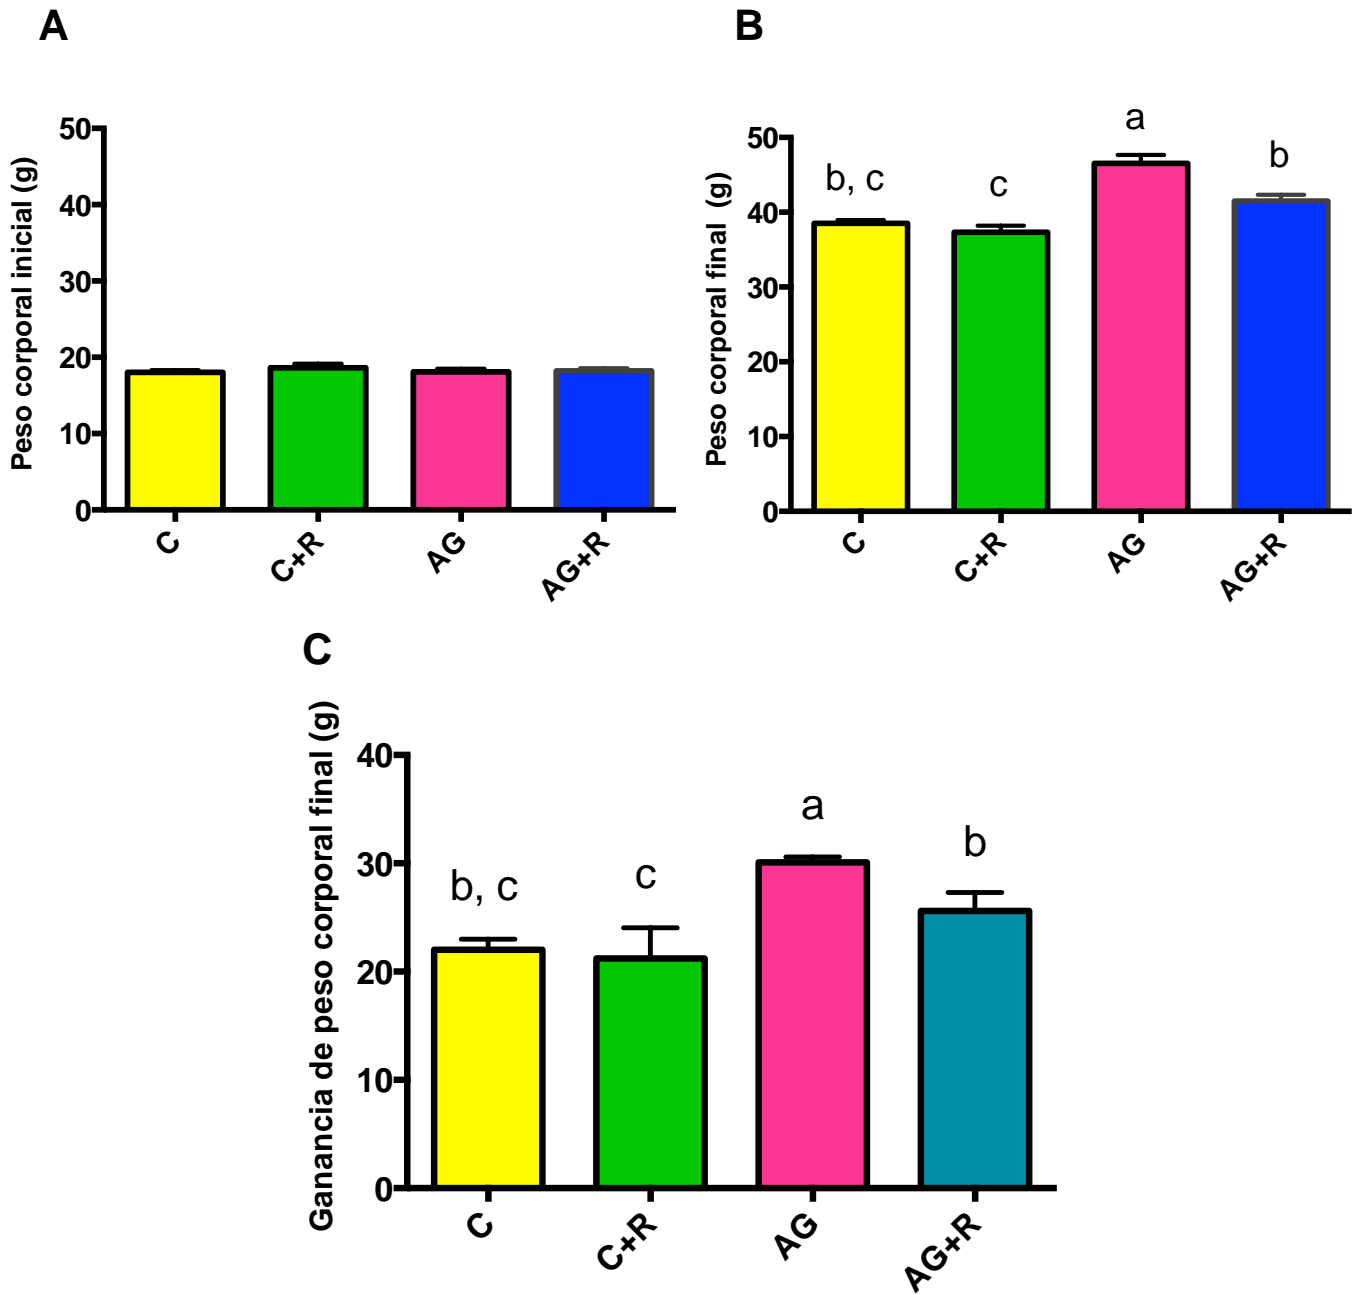 A
Peso corporal inicial (g)
50
40
30
20
10
0
C
C+R
AG
AG+R
B
Peso corporal final  (g)
50
40
30
20
10
0
b, c
c
a
b
C
C+R
AG
AG+R
C
Ganancia de peso corporal final (g)
40
30
20
10
0
b, c
c
a
b
C
C+R
AG
AG+R